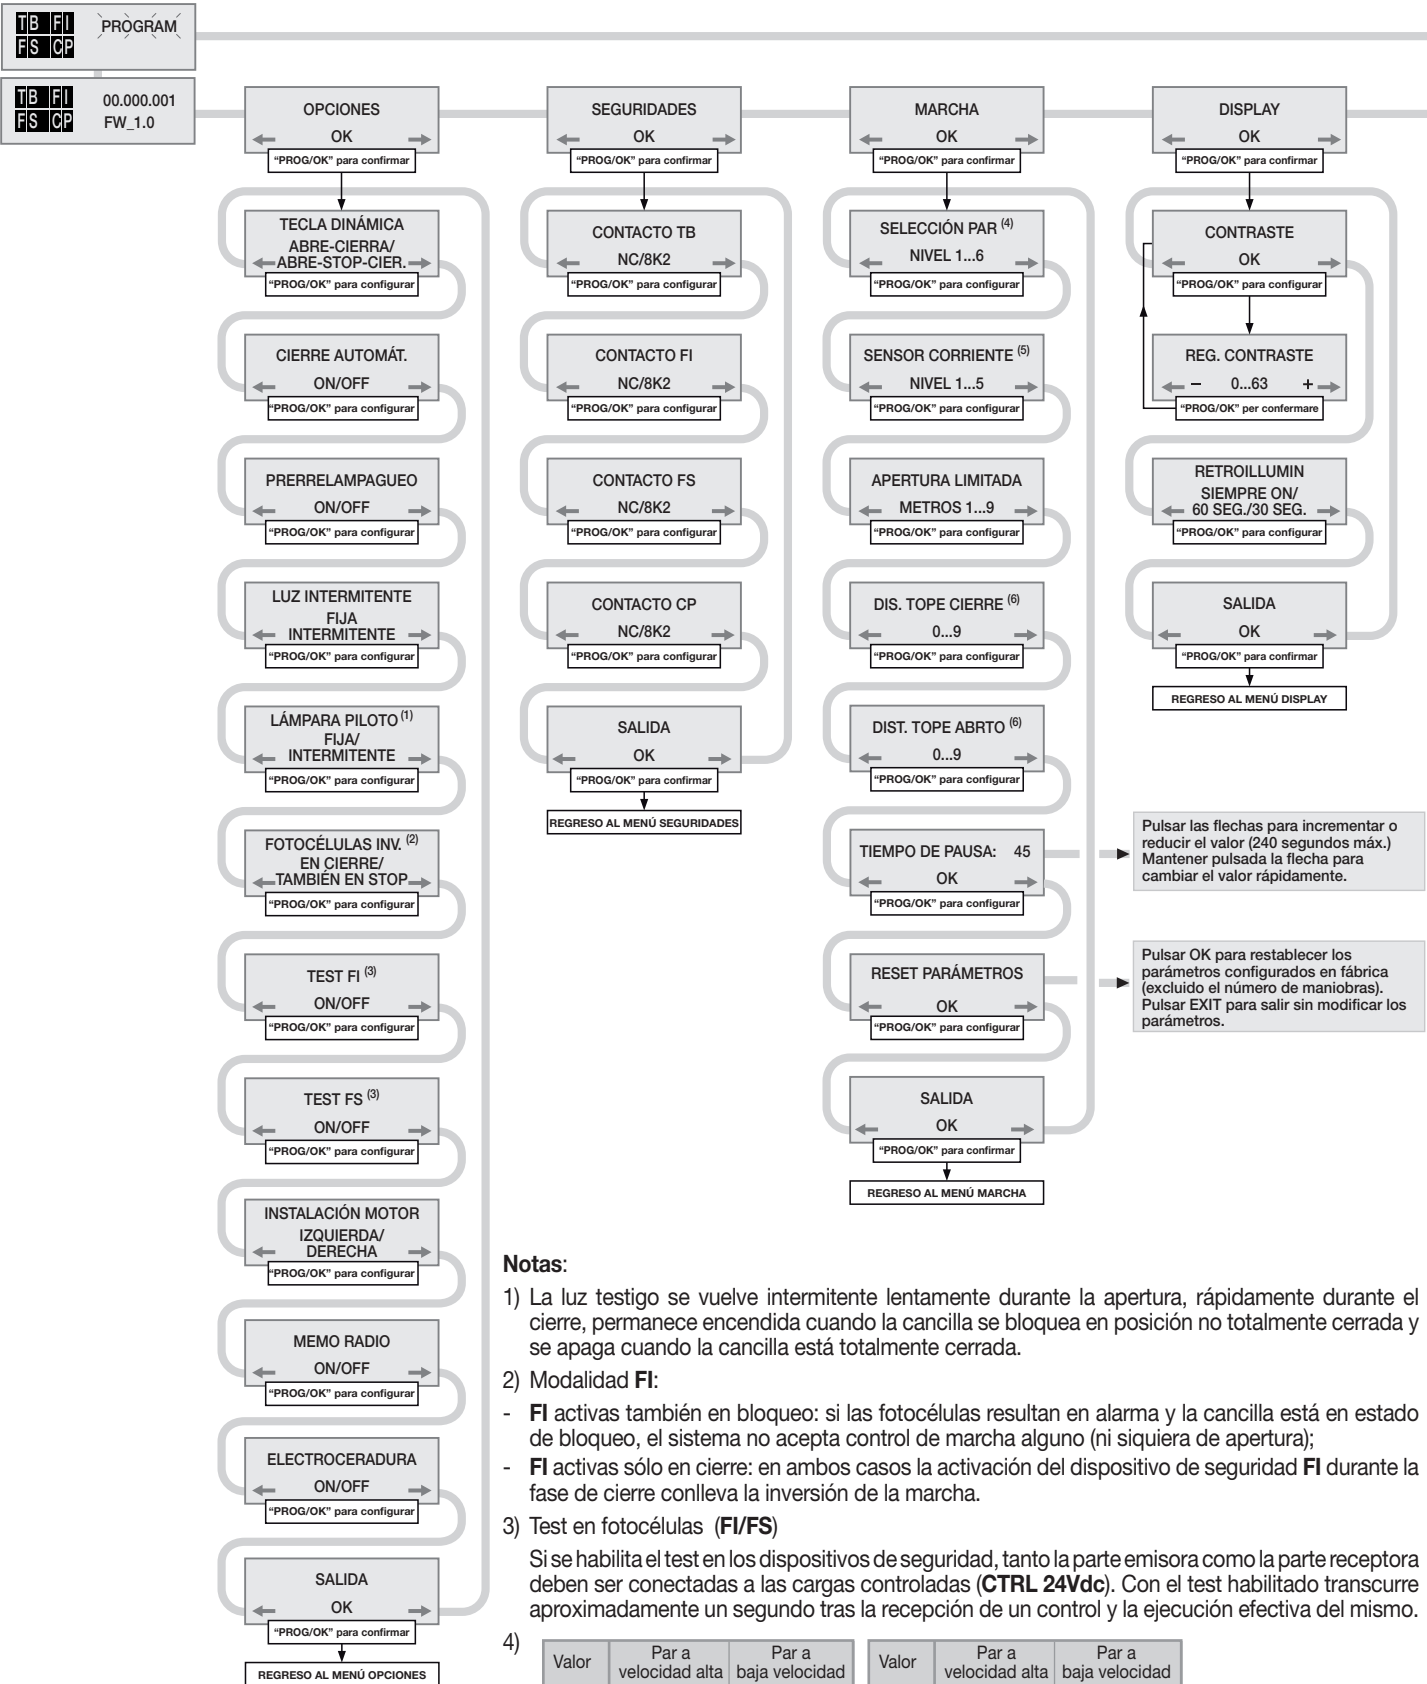 TB FI
FS CP
PROGRAM
TB FI
FS CP
00.000.001
FW_1.0
OPCIONES
OK
"PROG/OK" para confirmar
TECLA DINÁMICA
ABRE-CIERRA/
ABRE-STOP-CIER.
"PROG/OK" para configurar
CIERRE AUTOMÁT.
ON/OFF
"PROG/OK" para configurar
PRERRELAMPAGUEO
ON/OFF
"PROG/OK" para configurar
LUZ INTERMITENTE
FIJA
INTERMITENTE
"PROG/OK" para configurar
LÁMPARA PILOTO (1)
FIJA/
INTERMITENTE
"PROG/OK" para configurar
FOTOCÉLULAS INV. (2)
EN CIERRE/
TAMBIÉN EN STOP
"PROG/OK" para configurar
TEST FI (3)
ON/OFF
"PROG/OK" para configurar
TEST FS (3)
ON/OFF
"PROG/OK" para configurar
INSTALACIÓN MOTOR
IZQUIERDA/
DERECHA
"PROG/OK" para configurar
MEMO RADIO
ON/OFF
"PROG/OK" para configurar
ELECTROCERADURA
ON/OFF
"PROG/OK" para configurar
SALIDA
OK
"PROG/OK" para confirmar
REGRESO AL MENÚ OPCIONES
SEGURIDADES
OK
"PROG/OK" para confirmar
CONTACTO TB
NC/8K2
"PROG/OK" para configurar
CONTACTO FI
NC/8K2
"PROG/OK" para configurar
CONTACTO FS
NC/8K2
"PROG/OK" para configurar
CONTACTO CP
NC/8K2
"PROG/OK" para configurar
SALIDA
OK
"PROG/OK" para confirmar
REGRESO AL MENÚ SEGURIDADES
MARCHA
OK
"PROG/OK" para confirmar
SELECCIÓN PAR (4)
NIVEL 1...6
"PROG/OK" para configurar
SENSOR CORRIENTE (5)
NIVEL 1...5
"PROG/OK" para configurar
APERTURA LIMITADA
METROS 1...9
"PROG/OK" para configurar
DIS. TOPE CIERRE (6)
0...9
"PROG/OK" para configurar
DIST. TOPE ABRTO (6)
0...9
"PROG/OK" para configurar
TIEMPO DE PAUSA: 45
OK
"PROG/OK" para configurar
RESET PARÁMETROS
OK
"PROG/OK" para configurar
SALIDA
OK
"PROG/OK" para confirmar
REGRESO AL MENÚ MARCHA
DISPLAY
OK
"PROG/OK" para confirmar
CONTRASTE
OK
"PROG/OK" para configurar
REG. CONTRASTE
– 0...63 +
"PROG/OK" per confermare
RETROILLUMIN
SIEMPRE ON/
60 SEG./30 SEG.
"PROG/OK" para configurar
SALIDA
OK
"PROG/OK" para confirmar
REGRESO AL MENÚ DISPLAY
Pulsar las flechas para incrementar o
reducir el valor (240 segundos máx.)
Mantener pulsada la flecha para
cambiar el valor rápidamente.
Pulsar OK para restablecer los
parámetros configurados en fábrica
(excluido el número de maniobras).
Pulsar EXIT para salir sin modificar los
parámetros.
Notas:
1) La luz testigo se vuelve intermitente lentamente durante la apertura, rápidamente durante el
cierre, permanece encendida cuando la cancilla se bloquea en posición no totalmente cerrada y
se apaga cuando la cancilla está totalmente cerrada.
2) Modalidad FI:
- FI activas también en bloqueo: si las fotocélulas resultan en alarma y la cancilla está en estado
de bloqueo, el sistema no acepta control de marcha alguno (ni siquiera de apertura);
- FI activas sólo en cierre: en ambos casos la activación del dispositivo de seguridad FI durante la
fase de cierre conlleva la inversión de la marcha.
3) Test en fotocélulas (FI/FS)
Si se habilita el test en los dispositivos de seguridad, tanto la parte emisora como la parte receptora
deben ser conectadas a las cargas controladas (CTRL 24Vdc). Con el test habilitado transcurre
aproximadamente un segundo tras la recepción de un control y la ejecución efectiva del mismo.
4)
Valor Par a velocidad alta Par a baja velocidad Valor Par a velocidad alta Par a baja velocidad